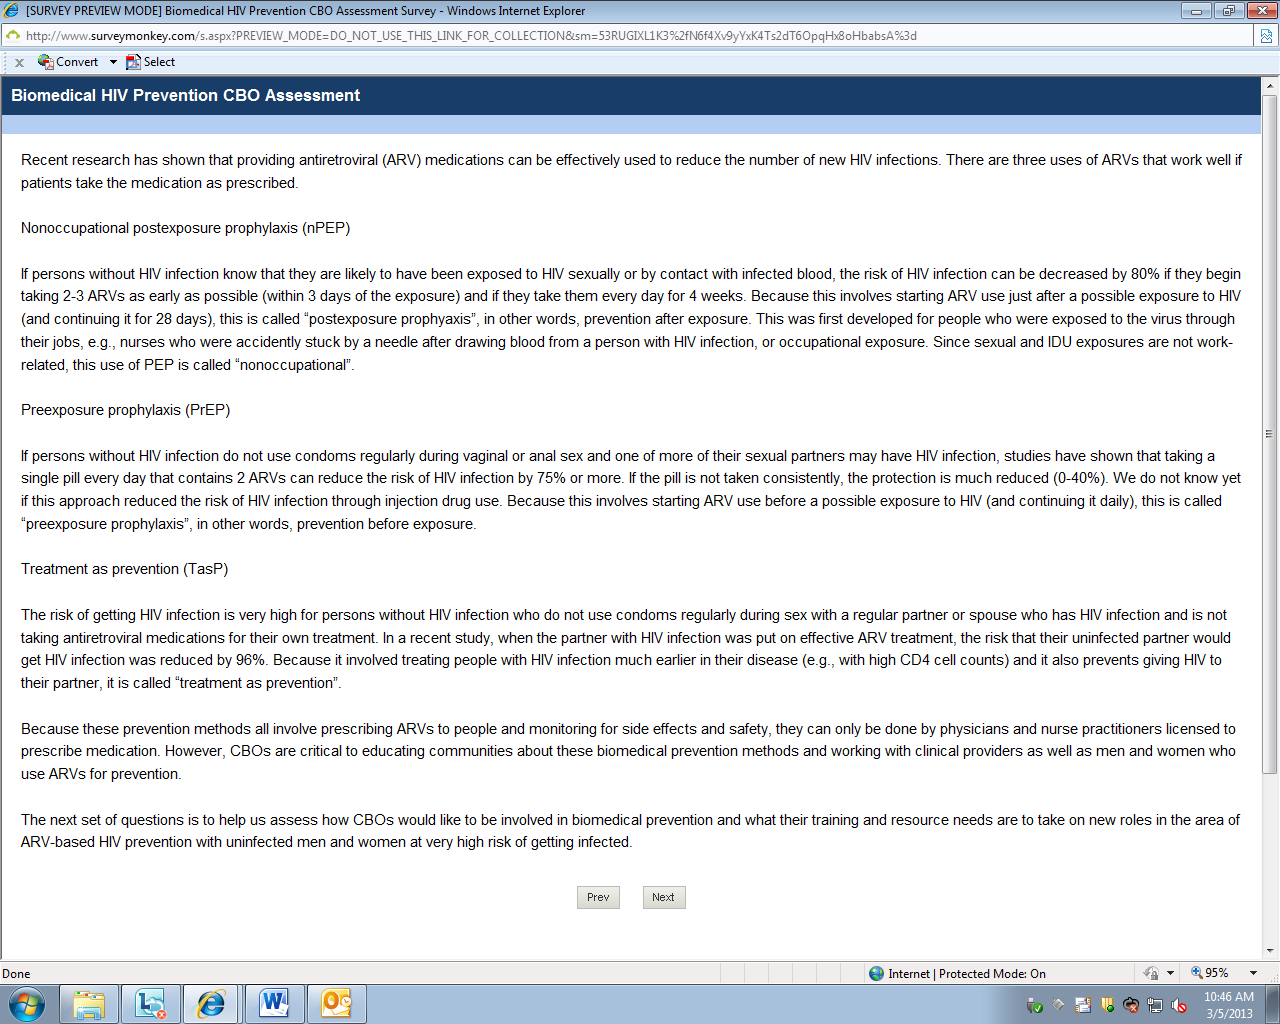 [SURVEY PREVIEW MODE] Biomedical HIV Prevention CBO Assessment Survey - Windows Internet Explorer
http://www.surveymonkey.com/s.aspx?PREVIEW_MODE=DO_NOT_USE_THIS_LINK_FOR_COLLECTION&sm=53RUGIXL1K3%2fN6f4Xv9yYxK4Ts2dT6OpqHx8oHbabsA%3d
x Convert Select
Biomedical HIV Prevention CBO Assessment
Recent research has shown that providing antiretroviral (ARV) medications can be effectively used to reduce the number of new HIV infections. There are three uses of ARVs that work well if
patients take the medication as prescribed.
Nonoccupational postexposure prophylaxis (nPEP)
If persons without HIV infection know that they are likely to have been exposed to HIV sexually or by contact with infected blood, the risk of HIV infection can be decreased by 80% if they begin
taking 2-3 ARVs as early as possible (within 3 days of the exposure) and if they take them every day for 4 weeks. Because this involves starting ARV use just after a possible exposure to HIV
(and continuing it for 28 days), this is called “postexposure prophyaxis”, in other words, prevention after exposure. This was first developed for people who were exposed to the virus through
their jobs, e.g., nurses who were accidently stuck by a needle after drawing blood from a person with HIV infection, or occupational exposure. Since sexual and IDU exposures are not work-
related, this use of PEP is called “nonoccupational”.
Preexposure prophylaxis (PrEP)
If persons without HIV infection do not use condoms regularly during vaginal or anal sex and one of more of their sexual partners may have HIV infection, studies have shown that taking a
single pill every day that contains 2 ARVs can reduce the risk of HIV infection by 75% or more. If the pill is not taken consistently, the protection is much reduced (0-40%). We do not know yet
if this approach reduced the risk of HIV infection through injection drug use. Because this involves starting ARV use before a possible exposure to HIV (and continuing it daily), this is called
“preexposure prophylaxis”, in other words, prevention before exposure.
Treatment as prevention (TasP)
The risk of getting HIV infection is very high for persons without HIV infection who do not use condoms regularly during sex with a regular partner or spouse who has HIV infection and is not
taking antiretroviral medications for their own treatment. In a recent study, when the partner with HIV infection was put on effective ARV treatment, the risk that their uninfected partner would
get HIV infection was reduced by 96%. Because it involved treating people with HIV infection much earlier in their disease (e.g., with high CD4 cell counts) and it also prevents giving HIV to
their partner, it is called “treatment as prevention”.
Because these prevention methods all involve prescribing ARVs to people and monitoring for side effects and safety, they can only be done by physicians and nurse practitioners licensed to
prescribe medication. However, CBOs are critical to educating communities about these biomedical prevention methods and working with clinical providers as well as men and women who
use ARVs for prevention.
The next set of questions is to help us assess how CBOs would like to be involved in biomedical prevention and what their training and resource needs are to take on new roles in the area of
ARV-based HIV prevention with uninfected men and women at very high risk of getting infected.
Prev Next
Done Internet | Protected Mode: On 95%
10:46 AM
3/5/2013